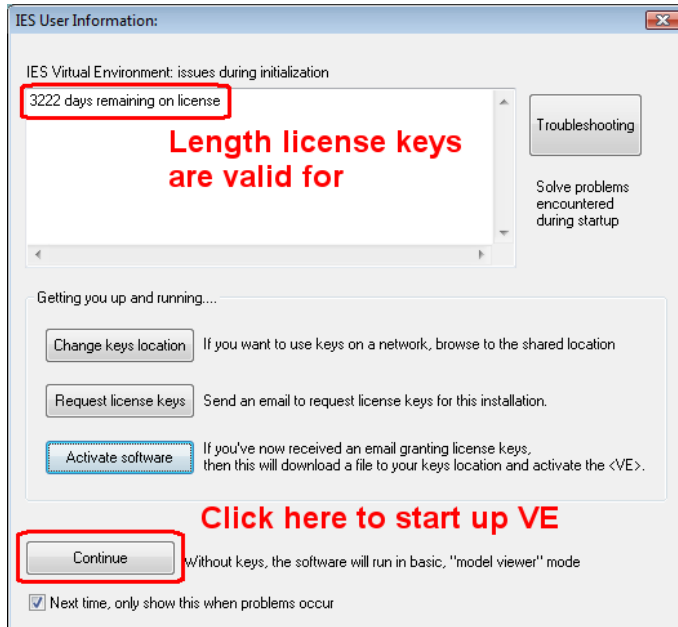 IES User Information:
IES Virtual Environment: issues during initialization
3222 days remaining on license
Length license keys
are valid for
Troubleshooting
Solve problems
encountered
during startup
Getting you up and running....
Change keys location
If you want to use keys on a network, browse to the shared location
Request license keys
Send an email to request license keys for this installation.
Activate software
If you've now received an email granting license keys,
then this will download a file to your keys location and activate the <VE>.
Click here to start up VE
Continue
Without keys, the software will run in basic, "model viewer" mode
Next time, only show this when problems occur